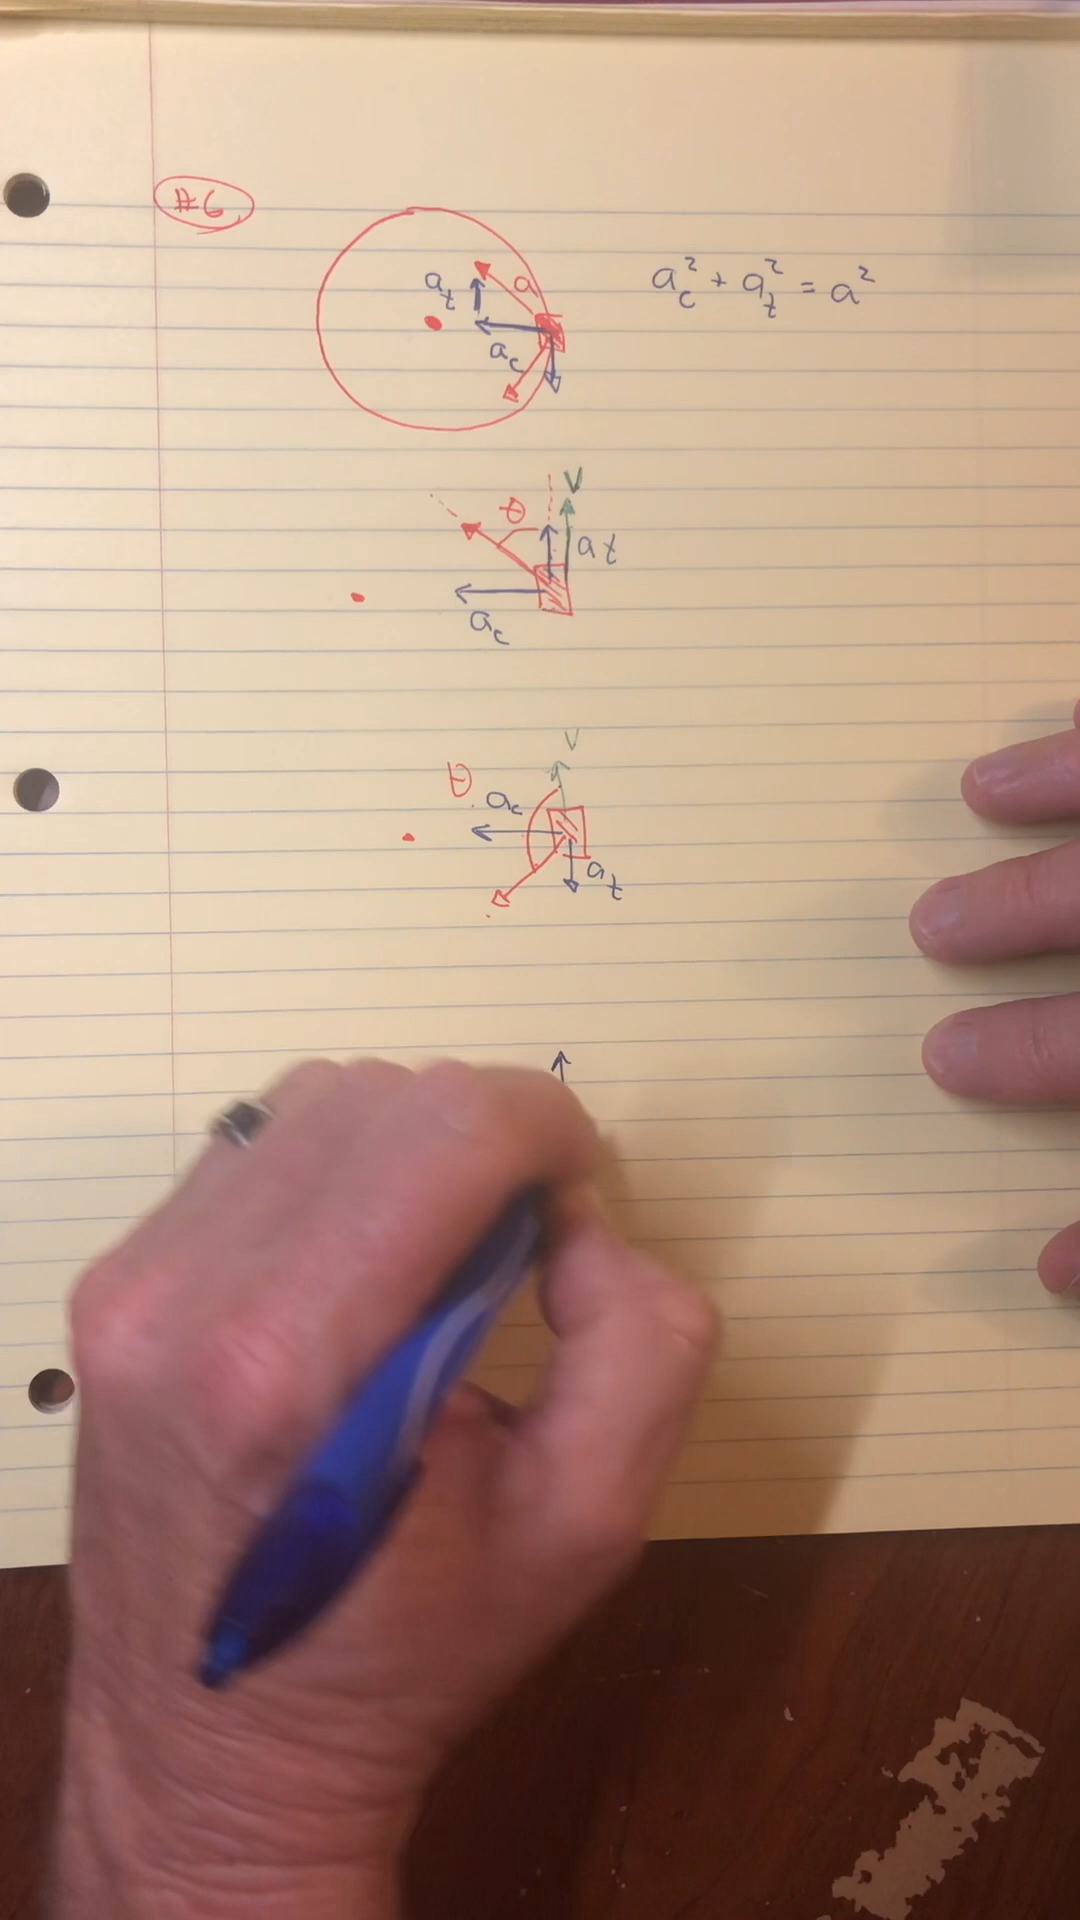 #6
a_t a a_c² + a_t² = a²
a_c
V
θ
a_t
a_c
V
θ a_c
a_t